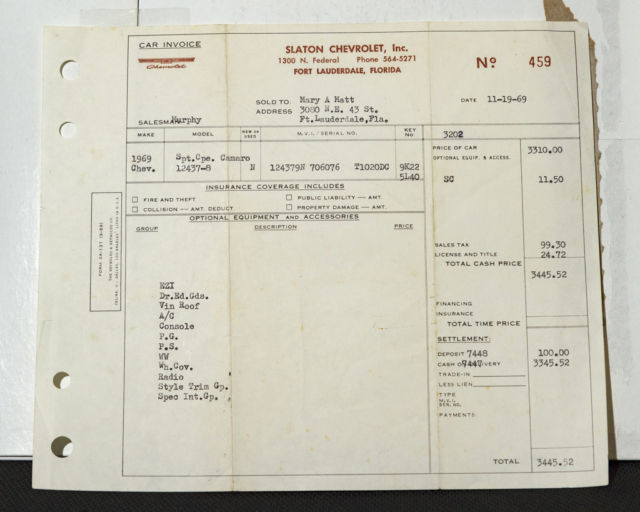 CAR INVOICE
Chevrolet
SLATON CHEVROLET, Inc.
1300 N. Federal Phone 564-5271
FORT LAUDERDALE, FLORIDA
No 459
SOLD TO: Mary A Hatt
ADDRESS 3080 N.E. 43 St.
Ft.Lauderdale,Fla.
DATE 11-19-69
SALESMAN Murphy
MAKE MODEL NEW OR USED M.V.I./SERIAL NO. KEY NO 3202
1969 Spt.Cpe. Camaro
Chev. 12437-8 N 124379N 706076 T1020DC 9K22
5L40
PRICE OF CAR 3310.00
OPTIONAL EQUIP. & ACCESS.
SC 11.50
INSURANCE COVERAGE INCLUDES
FIRE AND THEFT PUBLIC LIABILITY — AMT.
COLLISION — AMT. DEDUCT. PROPERTY DAMAGE — AMT.
OPTIONAL EQUIPMENT AND ACCESSORIES
GROUP DESCRIPTION PRICE
SALES TAX 99.30
LICENSE AND TITLE 24.72
TOTAL CASH PRICE
3445.52
EZI
Dr.Ed.Gds.
Vin Roof
A/C
Console
P.G.
P.S.
WW
Wh.Cov.
Radio
Style Trim Gp.
Spec Int.Gp.
FINANCING
INSURANCE
TOTAL TIME PRICE
SETTLEMENT:
DEPOSIT 7448 100.00
CASH O 7447 IVERY 3345.52
TRADE-IN
LESS LIEN
TYPE
M.V.I.
SER. NO.
PAYMENTS:
TOTAL 3445.52